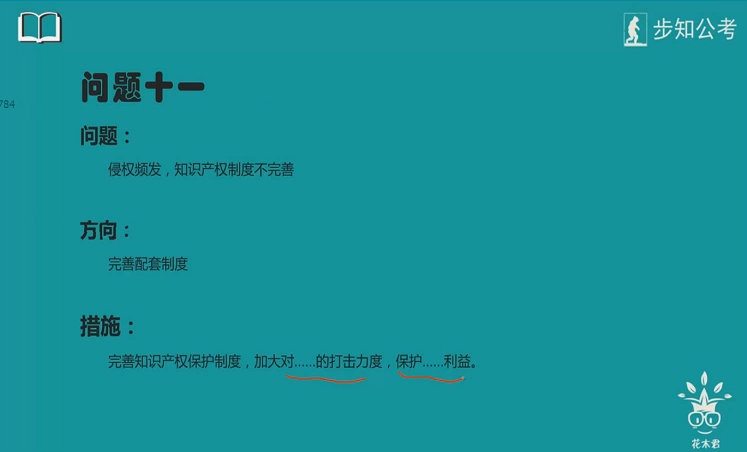 步知公考
问题十一
784
问题：
侵权频发，知识产权制度不完善
方向：
完善配套制度
措施：
完善知识产权保护制度，加大对……的打击力度，保护……利益。
花木君